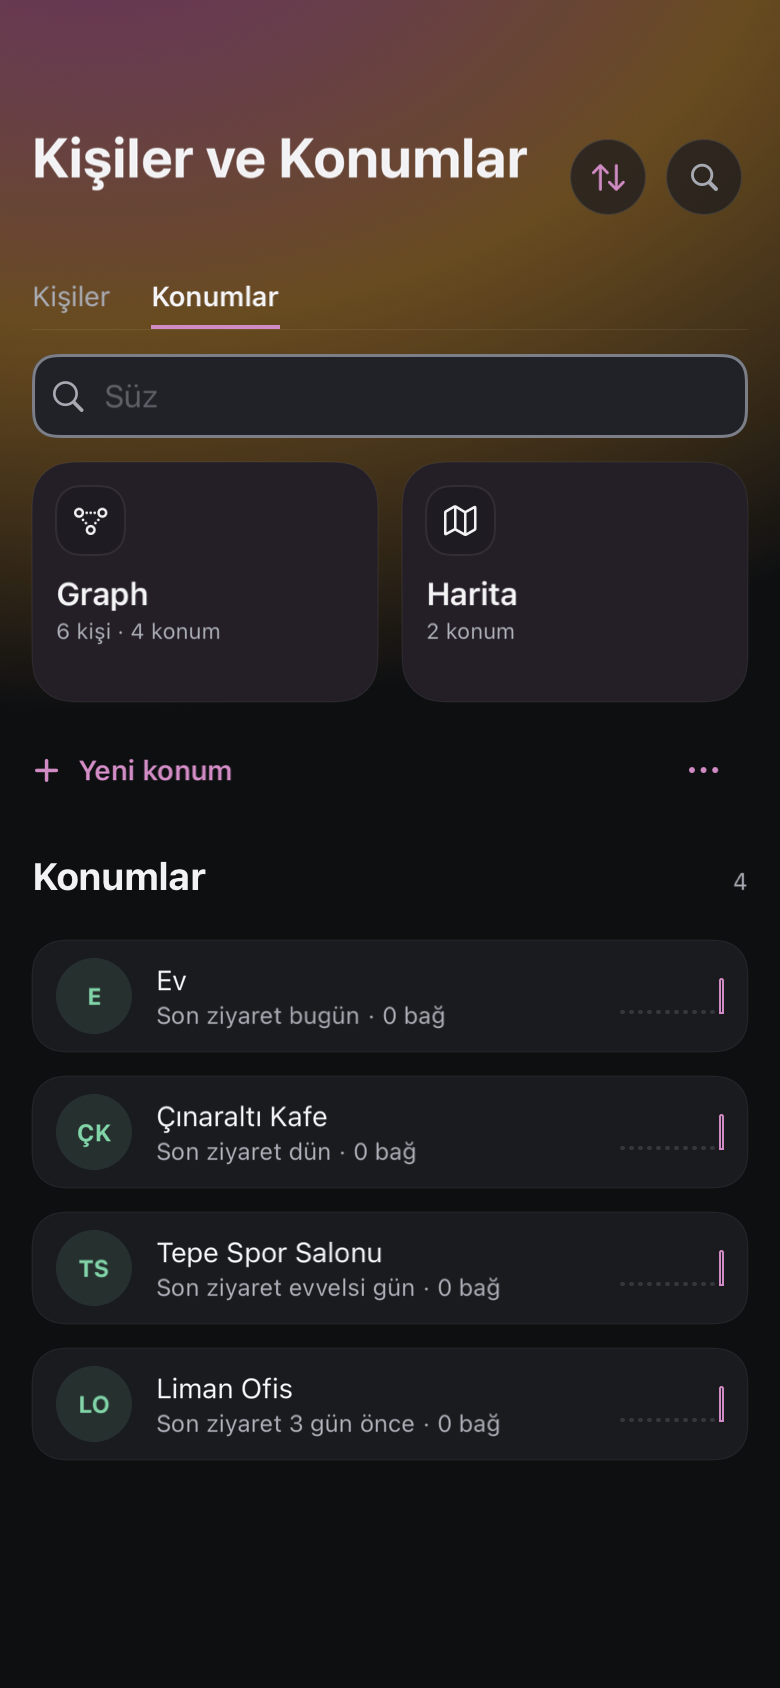 Kişiler ve Konumlar
Kişiler
Konumlar
Süz
Graph
6 kişi · 4 konum
Harita
2 konum
Yeni konum
Konumlar
4
E
Ev
Son ziyaret bugün · 0 bağ
ÇK
Çınaraltı Kafe
Son ziyaret dün · 0 bağ
TS
Tepe Spor Salonu
Son ziyaret evvelsi gün · 0 bağ
LO
Liman Ofis
Son ziyaret 3 gün önce · 0 bağ